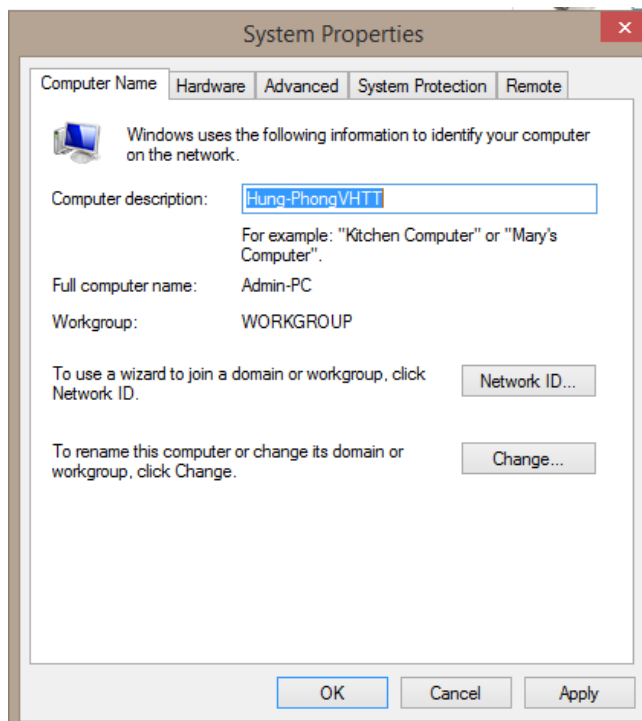 System Properties
Computer Name Hardware Advanced System Protection Remote
Windows uses the following information to identify your computer
on the network.
Computer description: Hung-PhongVHTT
For example: "Kitchen Computer" or "Mary's
Computer".
Full computer name: Admin-PC
Workgroup: WORKGROUP
To use a wizard to join a domain or workgroup, click
Network ID.
Network ID...
To rename this computer or change its domain or
workgroup, click Change.
Change...
OK Cancel Apply